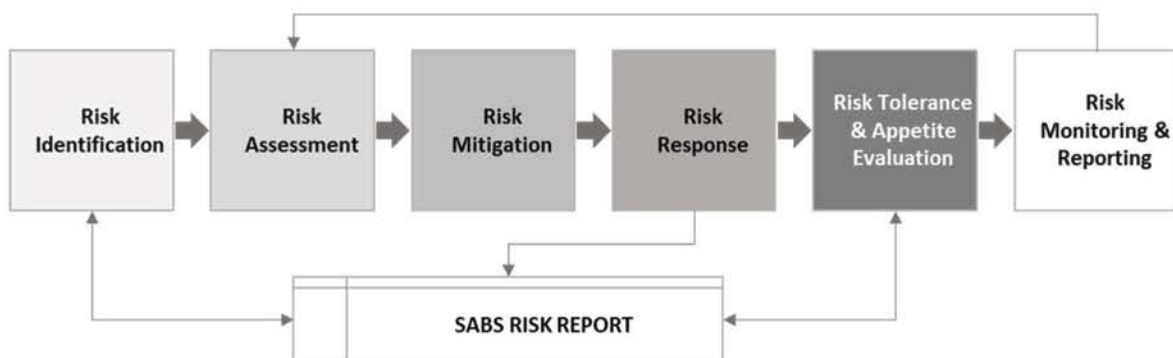 Risk
Identification
Risk
Assessment
Risk
Mitigation
Risk
Response
Risk Tolerance
& Appetite
Evaluation
Risk
Monitoring &
Reporting
SABS RISK REPORT